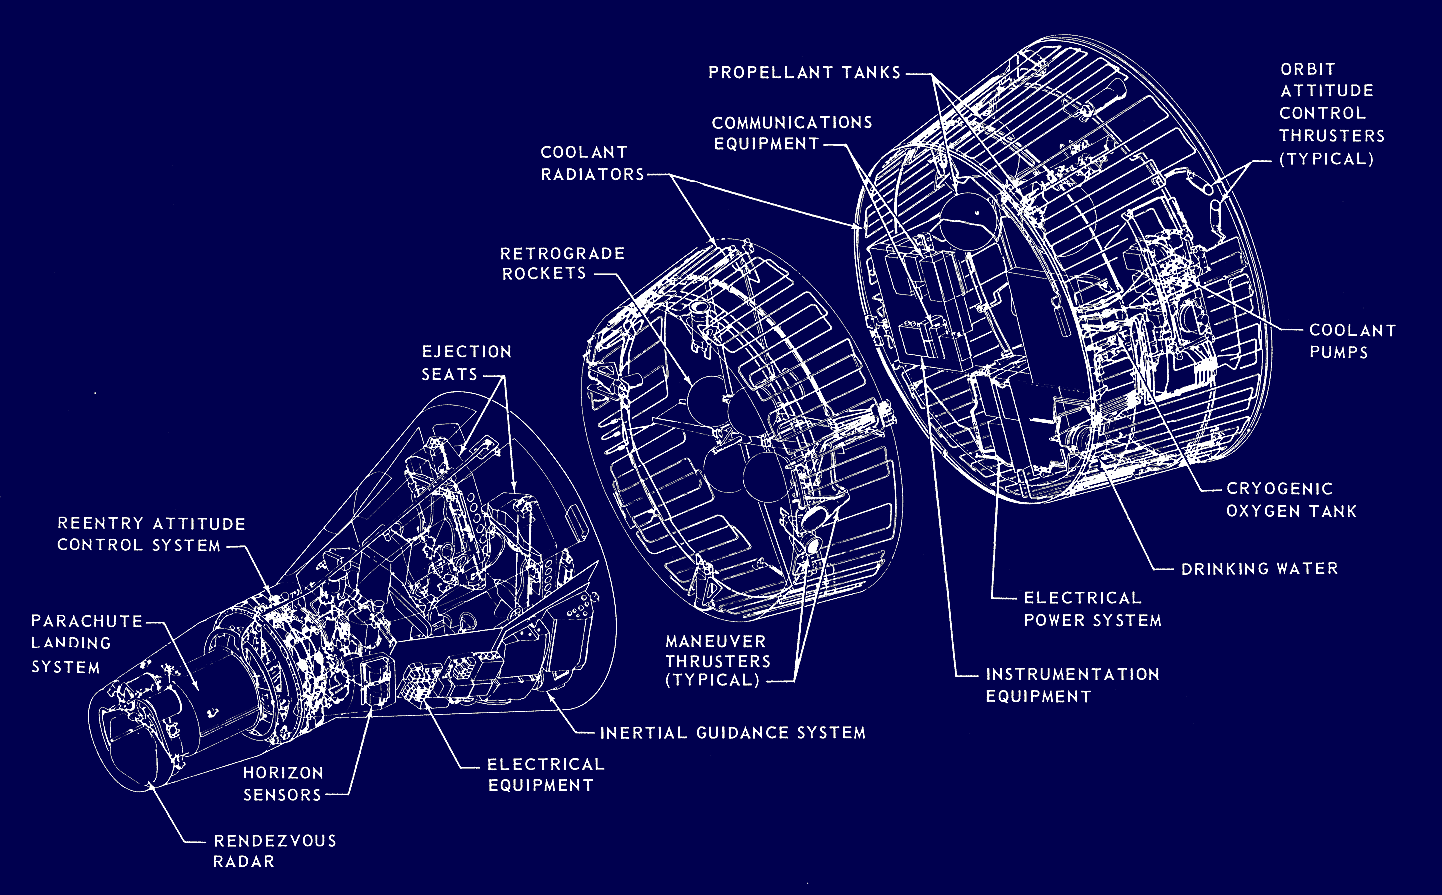 PROPELLANT TANKS
COMMUNICATIONS
EQUIPMENT
COOLANT
RADIATORS
RETROGRADE
ROCKETS
EJECTION
SEATS
REENTRY ATTITUDE
CONTROL SYSTEM
PARACHUTE
LANDING
SYSTEM
ORBIT
ATTITUDE
CONTROL
THRUSTERS
(TYPICAL)
COOLANT
PUMPS
CRYOGENIC
OXYGEN TANK
DRINKING WATER
ELECTRICAL
POWER SYSTEM
INSTRUMENTATION
EQUIPMENT
MANEUVER
THRUSTERS
(TYPICAL)
INERTIAL GUIDANCE SYSTEM
ELECTRICAL
EQUIPMENT
HORIZON
SENSORS
RENDEZVOUS
RADAR